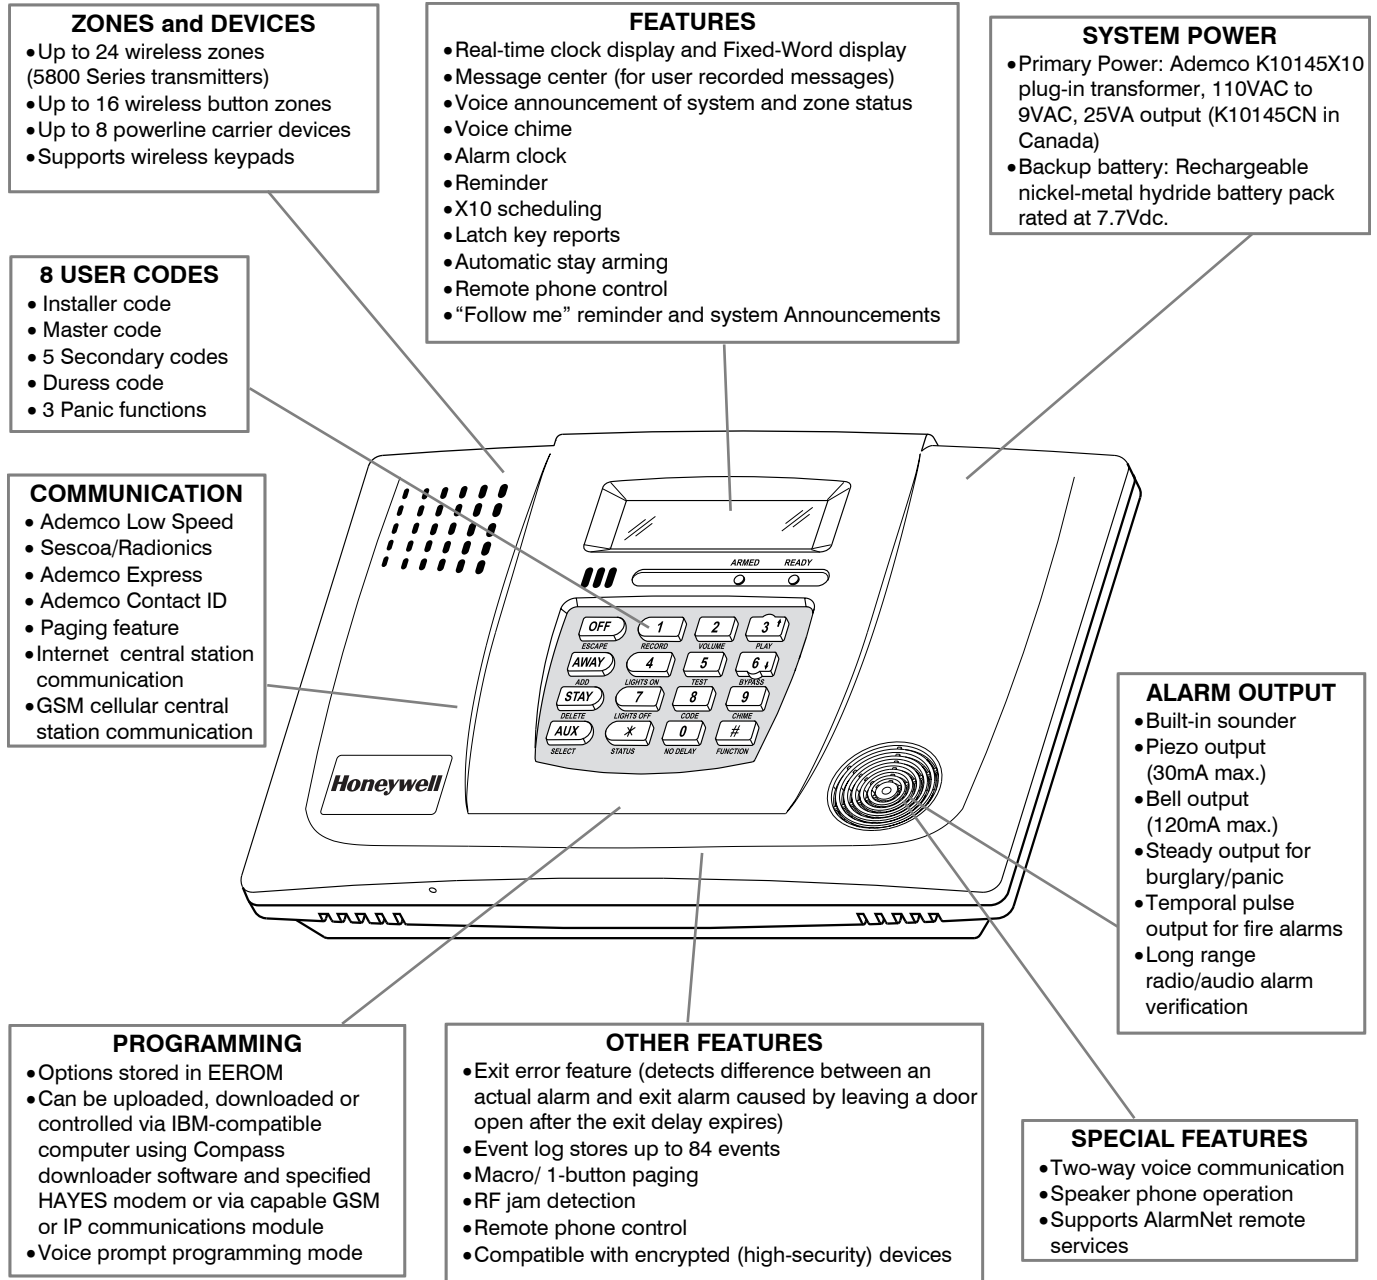 ZONES and DEVICES
•Up to 24 wireless zones
(5800 Series transmitters)
•Up to 16 wireless button zones
•Up to 8 powerline carrier devices
•Supports wireless keypads
FEATURES
•Real-time clock display and Fixed-Word display
•Message center (for user recorded messages)
•Voice announcement of system and zone status
•Voice chime
•Alarm clock
•Reminder
•X10 scheduling
•Latch key reports
•Automatic stay arming
•Remote phone control
•“Follow me” reminder and system Announcements
SYSTEM POWER
•Primary Power: Ademco K10145X10
plug-in transformer, 110VAC to
9VAC, 25VA output (K10145CN in
Canada)
•Backup battery: Rechargeable
nickel-metal hydride battery pack
rated at 7.7Vdc.
8 USER CODES
• Installer code
• Master code
• 5 Secondary codes
• Duress code
• 3 Panic functions
COMMUNICATION
• Ademco Low Speed
• Sescoa/Radionics
• Ademco Express
• Ademco Contact ID
• Paging feature
•Internet central station
communication
•GSM cellular central
station communication
ARMED READY
OFF 1 2 3
ESCAPE RECORD VOLUME PLAY
AWAY 4 5 6
ADD LIGHTS ON TEST BYPASS
STAY 7 8 9
DELETE LIGHTS OFF CODE CHIME
AUX * 0 #
SELECT STATUS NO DELAY FUNCTION
Honeywell
ALARM OUTPUT
•Built-in sounder
•Piezo output
(30mA max.)
•Bell output
(120mA max.)
•Steady output for
burglary/panic
•Temporal pulse
output for fire alarms
•Long range
radio/audio alarm
verification
PROGRAMMING
•Options stored in EEROM
•Can be uploaded, downloaded or
controlled via IBM-compatible
computer using Compass
downloader software and specified
HAYES modem or via capable GSM
or IP communications module
•Voice prompt programming mode
OTHER FEATURES
•Exit error feature (detects difference between an
actual alarm and exit alarm caused by leaving a door
open after the exit delay expires)
•Event log stores up to 84 events
•Macro/ 1-button paging
•RF jam detection
•Remote phone control
•Compatible with encrypted (high-security) devices
SPECIAL FEATURES
•Two-way voice communication
•Speaker phone operation
•Supports AlarmNet remote
services